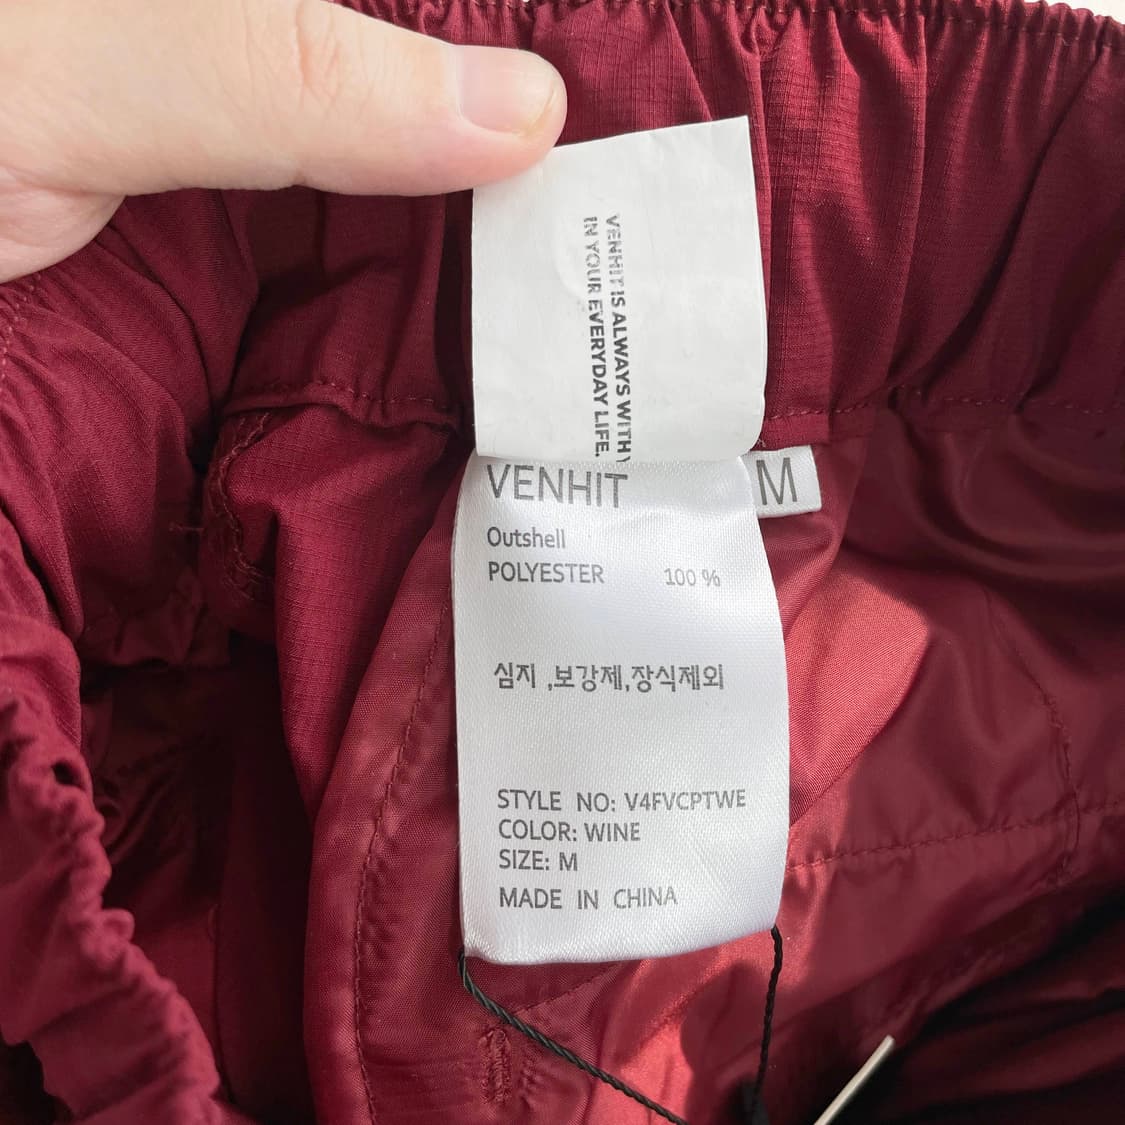 VENHIT IS ALWAYS WITH Y
IN YOUR EVERYDAY LIFE.
VENHIT
M
Outshell
POLYESTER 100 %
심지 ,보강제,장식제외
STYLE NO: V4FVCPTWE
COLOR: WINE
SIZE: M
MADE IN CHINA